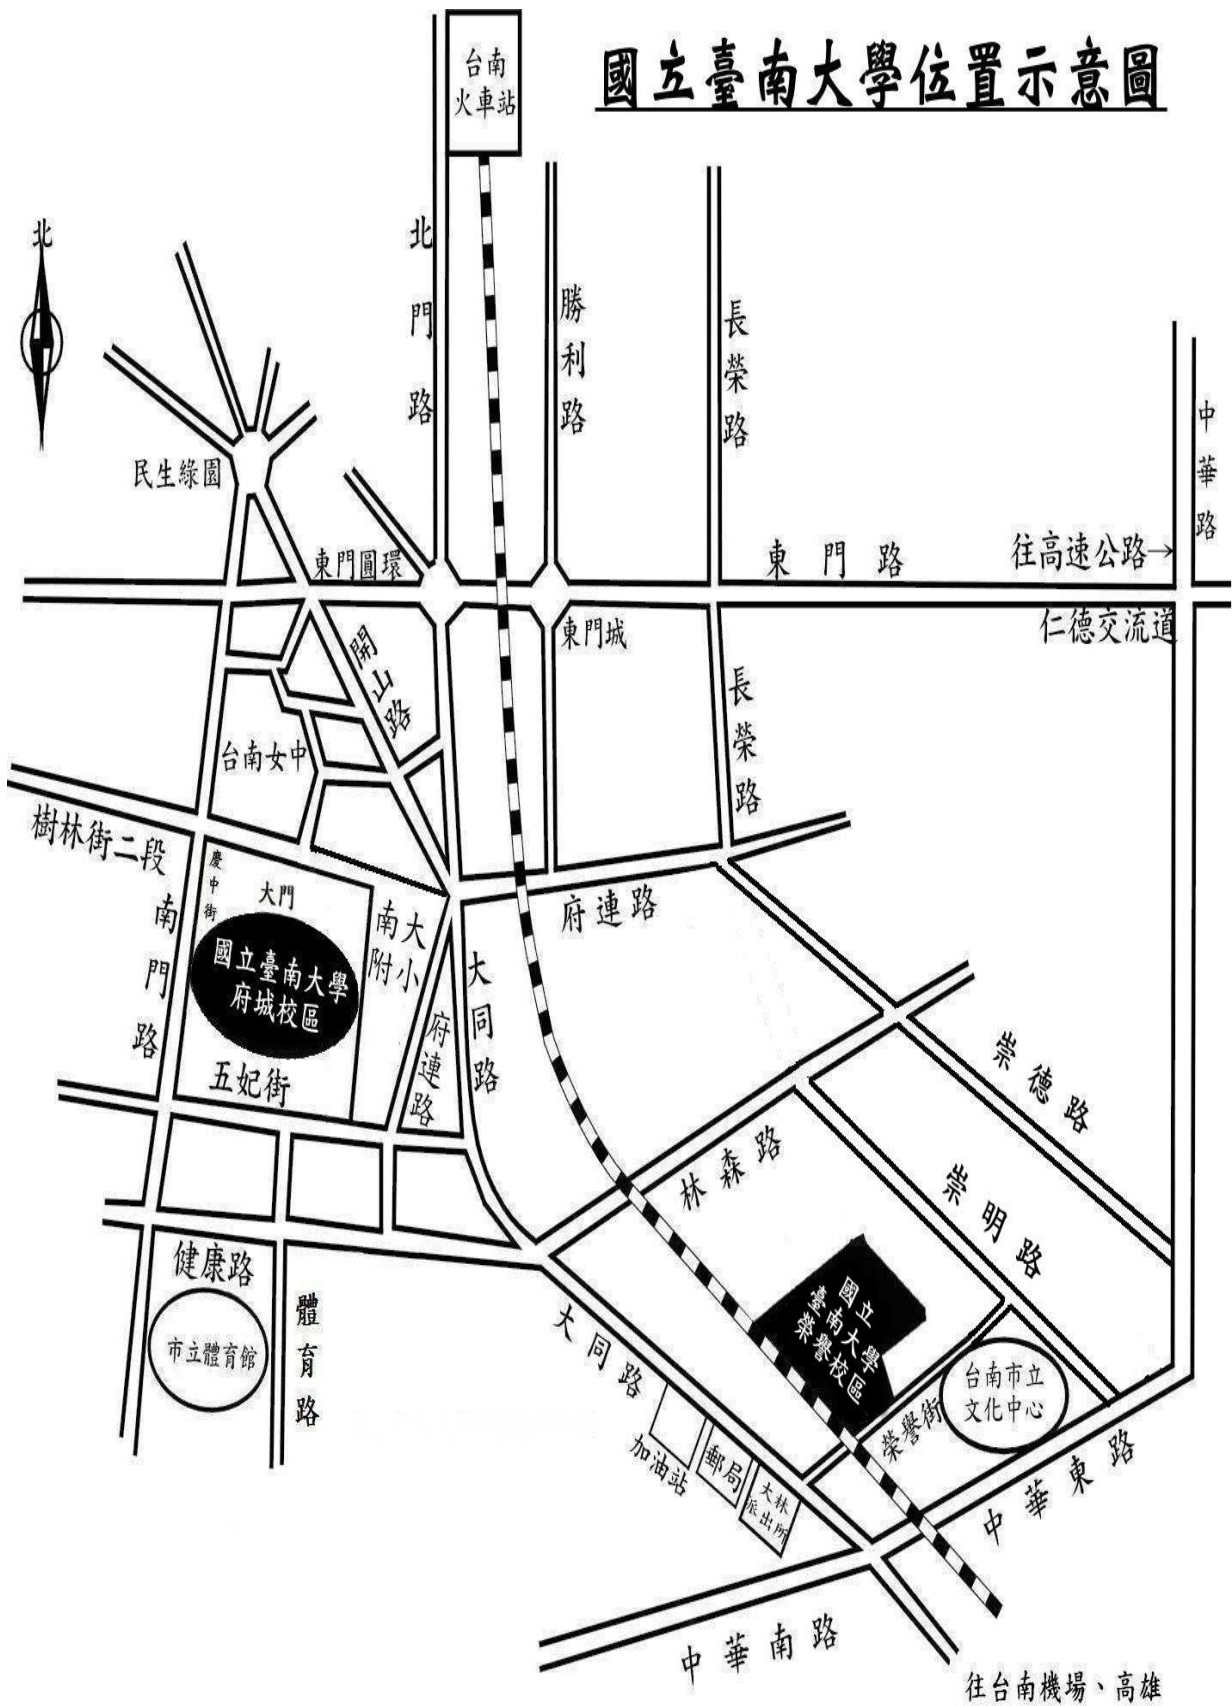 國立臺南大學位置示意圖
台南
火車站
北
北門路
勝利路
長榮路
中華路
民生綠園
東門圓環
東門路
往高速公路→
仁德交流道
東門城
開山路
長榮路
台南女中
樹林街二段
慶中街
大門
南門路
南大
附小
國立臺南大學
府城校區
府連路
大同路
府連路
五妃街
崇德路
林森路
崇明路
健康路
體育路
市立體育館
大同路
國立
臺南大學
榮譽校區
台南市立
文化中心
榮譽街
加油站
郵局
大林
派出所
中華東路
中華南路
往台南機場、高雄